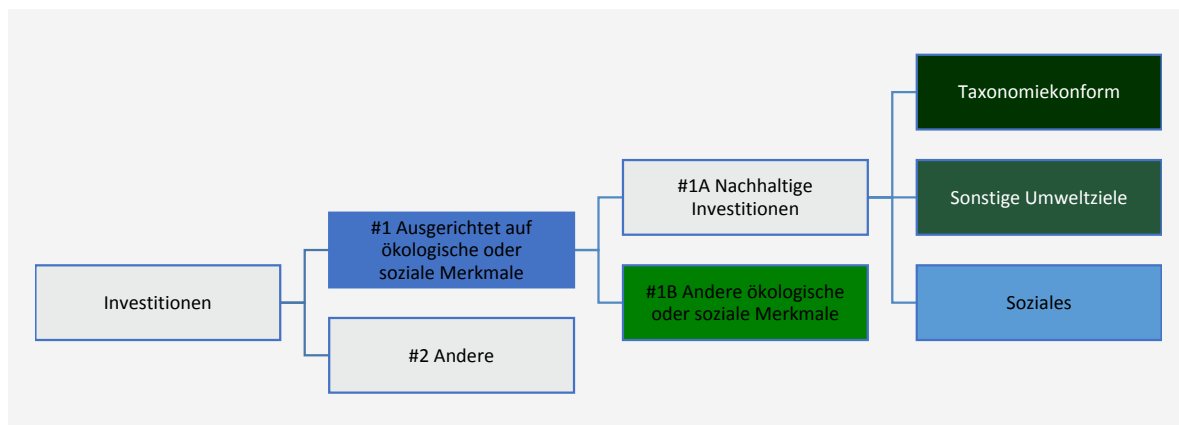 Investitionen
#1 Ausgerichtet auf
ökologische oder
soziale Merkmale
#2 Andere
#1A Nachhaltige
Investitionen
#1B Andere ökologische
oder soziale Merkmale
Taxonomiekonform
Sonstige Umweltziele
Soziales